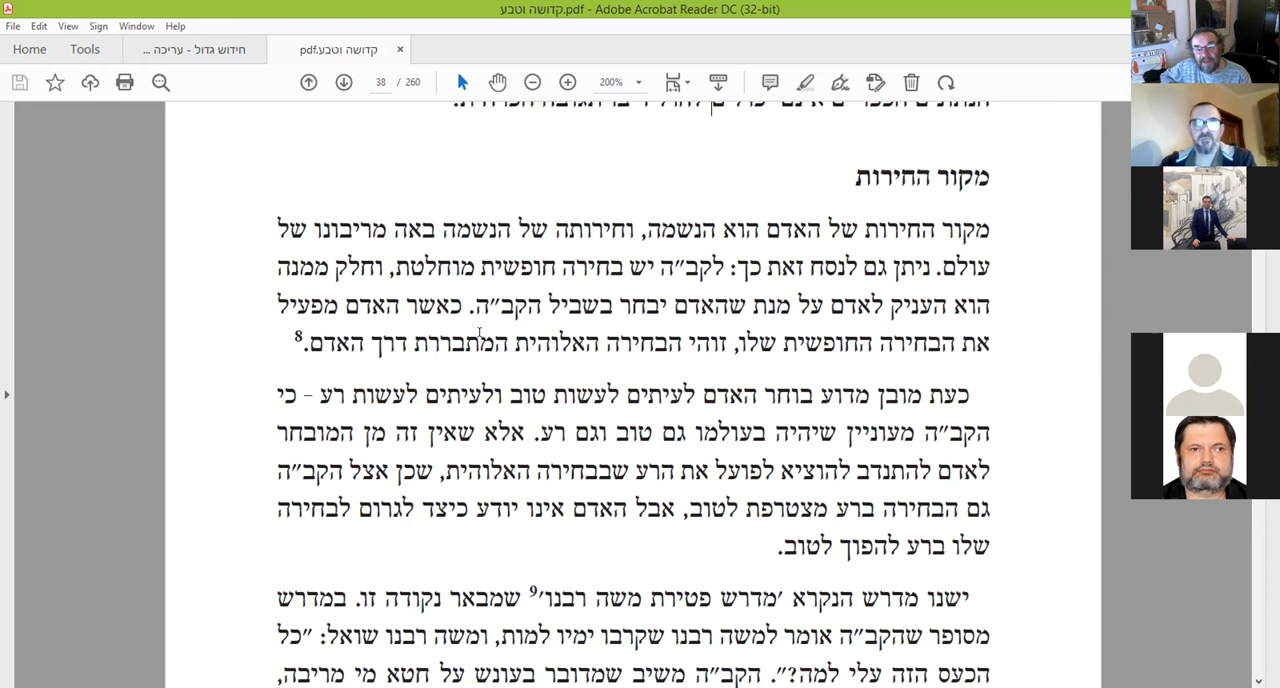 קדושה וטבע.pdf - Adobe Acrobat Reader DC (32-bit)
File Edit View Sign Window Help
Home Tools חידוש גדול - עריכה ... קדושה וטבע.pdf ×
38 / 260 200%
מקור החירות
מקור החירות של האדם הוא הנשמה, וחירותה של הנשמה באה מריבונו של
עולם. ניתן גם לנסח זאת כך: לקב״ה יש בחירה חופשית מוחלטת, וחלק ממנה
הוא העניק לאדם על מנת שהאדם יבחר בשביל הקב״ה. כאשר האדם מפעיל
את הבחירה החופשית שלו, זוהי הבחירה האלוהית המתבררת דרך האדם.8
כעת מובן מדוע בוחר האדם לעיתים לעשות טוב ולעיתים לעשות רע – כי
הקב״ה מעוניין שיהיה בעולמו גם טוב וגם רע. אלא שאין זה מן המובחר
לאדם להתנדב להוציא לפועל את הרע שבבחירה האלוהית, שכן אצל הקב״ה
גם הבחירה ברע מצטרפת לטוב, אבל האדם אינו יודע כיצד לגרום לבחירה
שלו ברע להפוך לטוב.
ישנו מדרש הנקרא ׳מדרש פטירת משה רבנו׳9 שמבאר נקודה זו. במדרש
מסופר שהקב״ה אומר למשה רבנו שקרבו ימיו למות, ומשה רבנו שואל: ״כל
הכעס הזה עלי למה?״. הקב״ה משיב שמדובר בעונש על חטא מי מריבה,